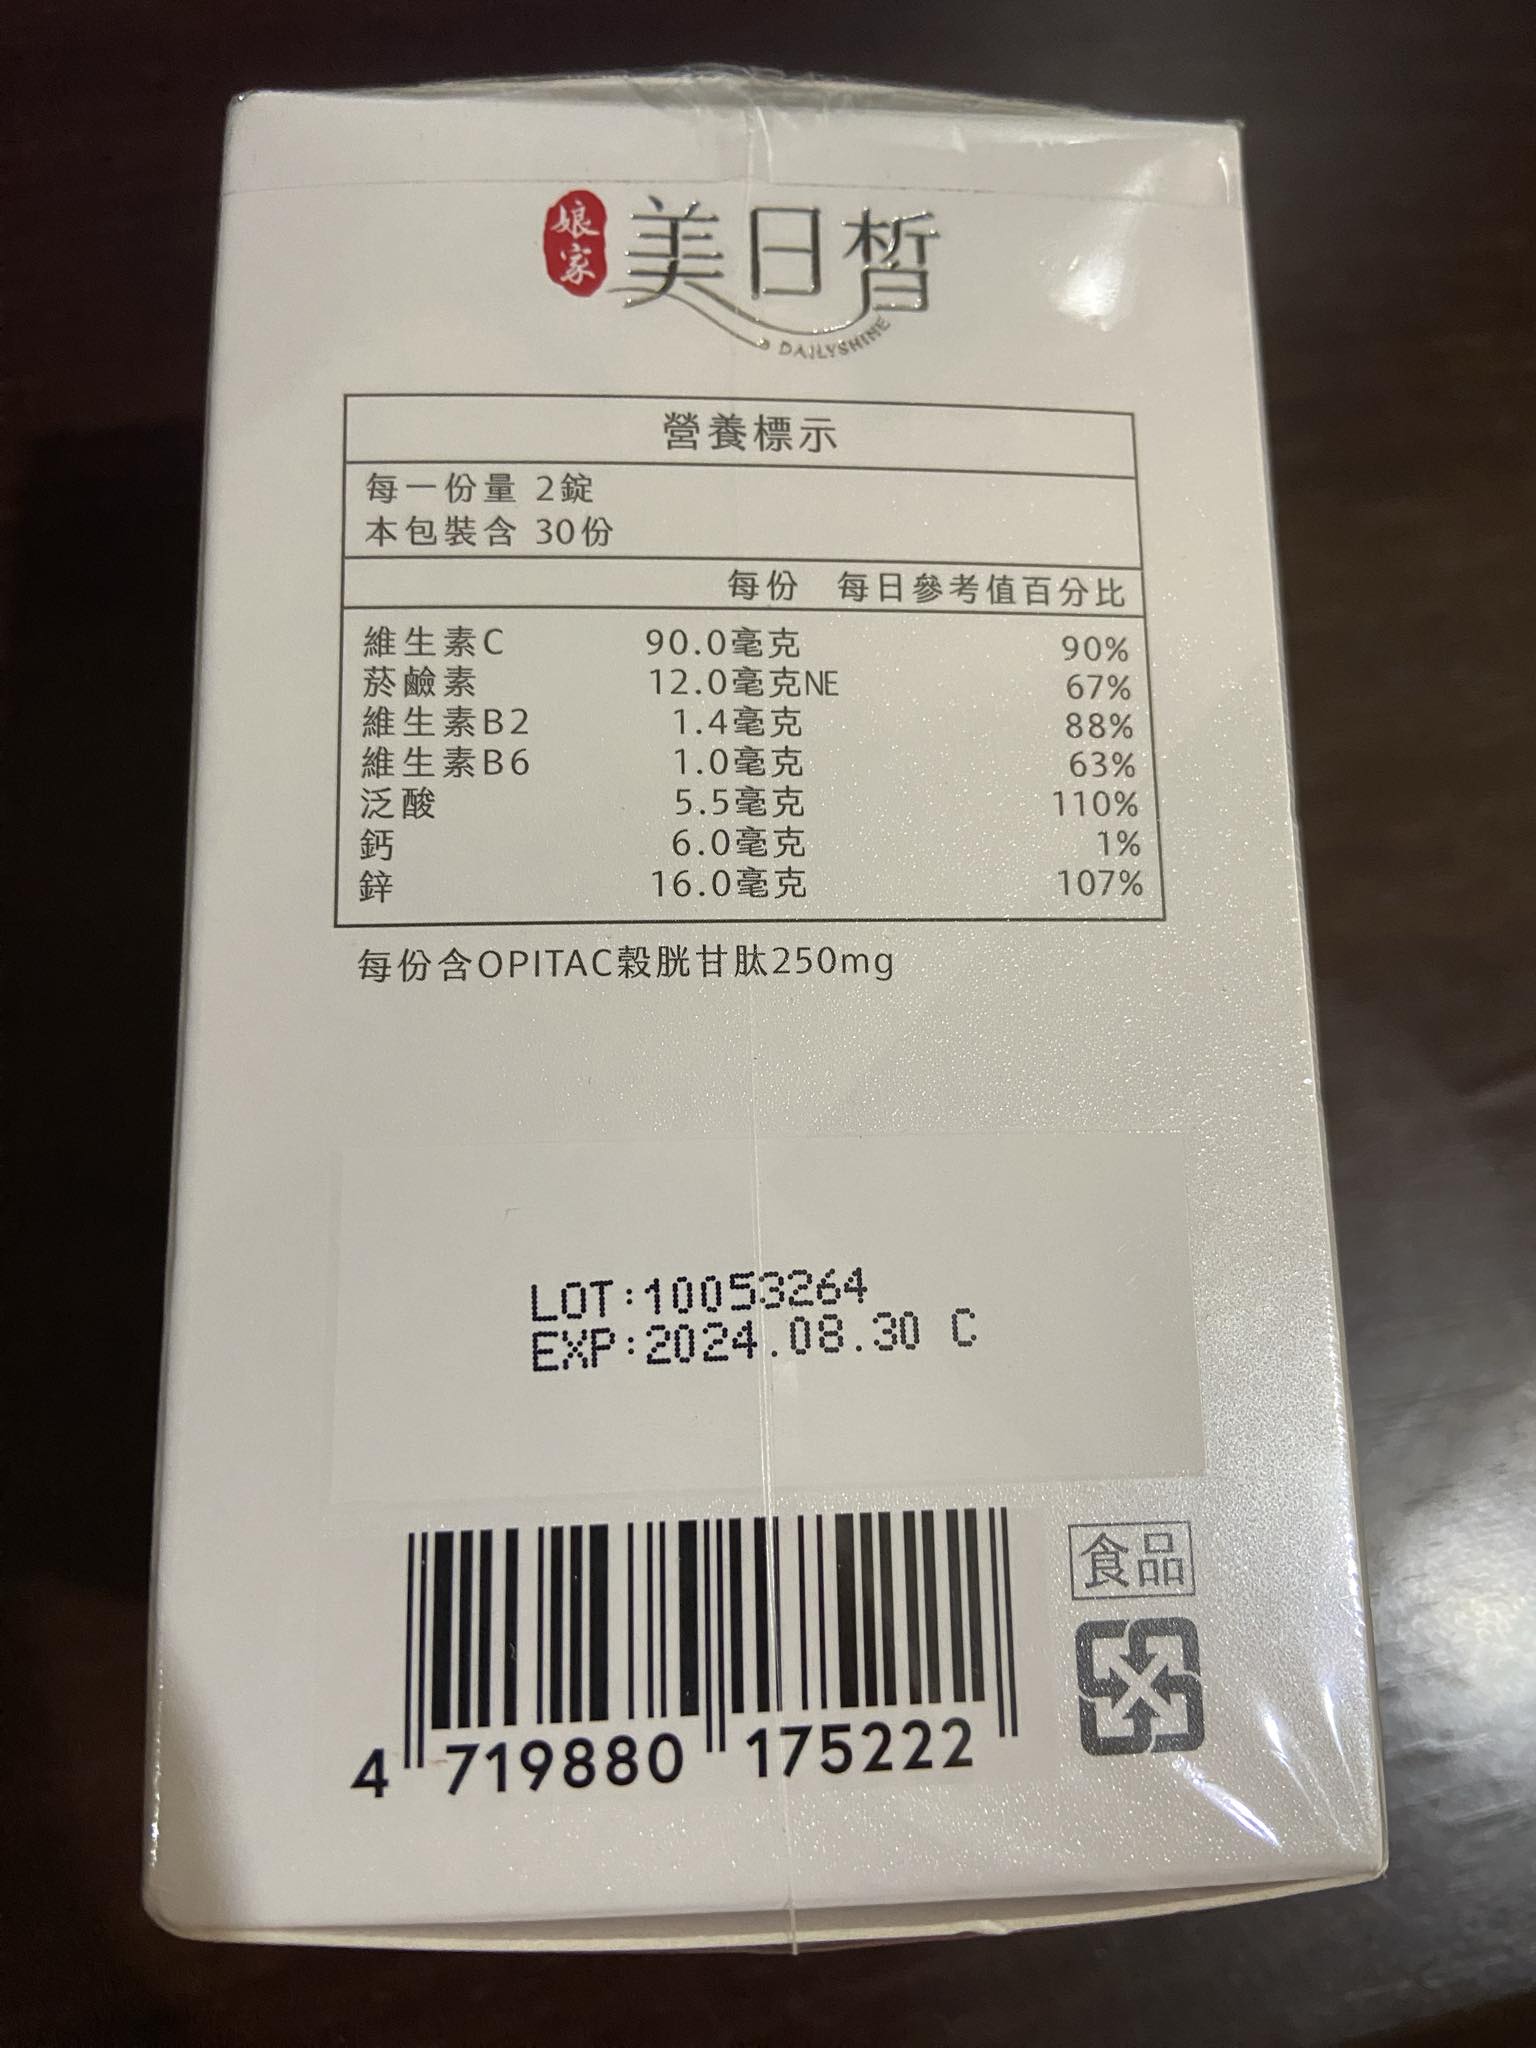 娘家
美日皙
DAILYSHINE
營養標示
每一份量 2錠
本包裝含 30份
每份 每日參考值百分比
維生素C 90.0毫克 90%
菸鹼素 12.0毫克NE 67%
維生素B2 1.4毫克 88%
維生素B6 1.0毫克 63%
泛酸 5.5毫克 110%
鈣 6.0毫克 1%
鋅 16.0毫克 107%
每份含OPITAC穀胱甘肽250mg
LOT:10053264
EXP:2024.08.30 C
食品
4 719880 175222